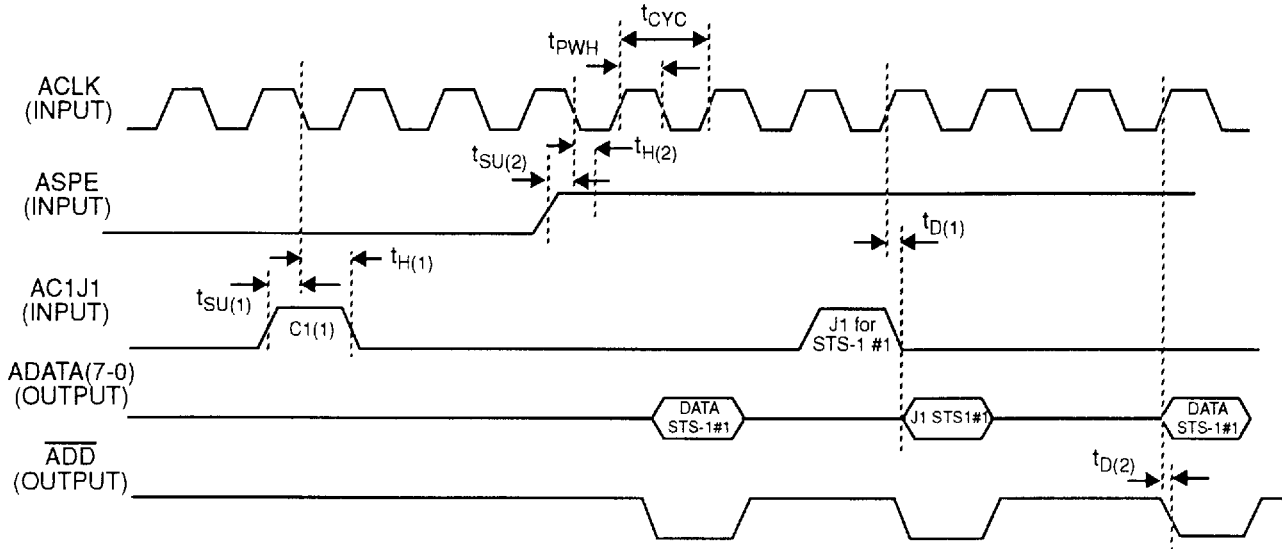 tCYC
tPWH
ACLK
(INPUT)
tSU(2)
tH(2)
ASPE
(INPUT)
tD(1)
tH(1)
tSU(1)
AC1J1
(INPUT)
C1(1)
J1 for
STS-1 #1
ADATA(7-0)
(OUTPUT)
DATA
STS-1#1
J1 STS1#1
DATA
STS-1#1
ADD
(OUTPUT)
tD(2)